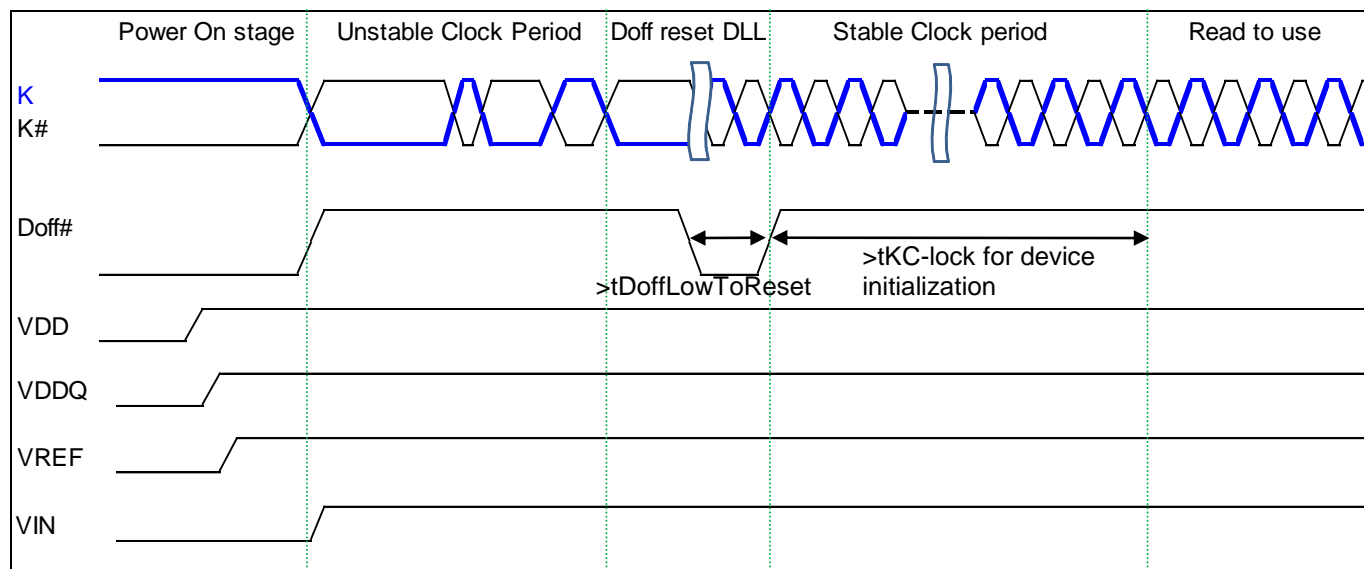 Power On stage
Unstable Clock Period
Doff reset DLL
Stable Clock period
Read to use
K
K#
Doff#
>tDoffLowToReset
>tKC-lock for device
initialization
VDD
VDDQ
VREF
VIN